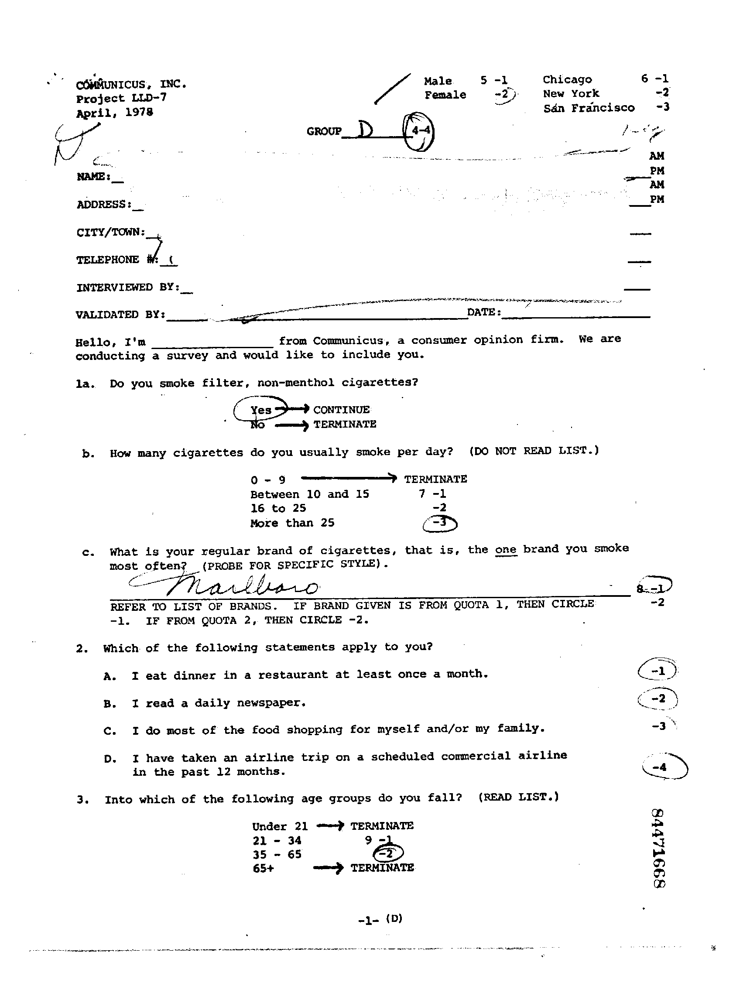 COMMUNICUS, INC. Male 5 -1 Chicago 6 -1
Project LLD-7 Female -2 New York -2
April, 1978 San Francisco -3
GROUP D 4-4
AM
NAME: PM
AM
ADDRESS: PM
CITY/TOWN:
TELEPHONE #: (
INTERVIEWED BY:
VALIDATED BY: DATE:
Hello, I'm ____________ from Communicus, a consumer opinion firm. We are
conducting a survey and would like to include you.
1a. Do you smoke filter, non-menthol cigarettes?
Yes → CONTINUE
No → TERMINATE
b. How many cigarettes do you usually smoke per day? (DO NOT READ LIST.)
0 - 9 → TERMINATE
Between 10 and 15 7 -1
16 to 25 -2
More than 25 -3
c. What is your regular brand of cigarettes, that is, the one brand you smoke
most often? (PROBE FOR SPECIFIC STYLE).
Marlboro 8 -1
REFER TO LIST OF BRANDS. IF BRAND GIVEN IS FROM QUOTA 1, THEN CIRCLE -2
-1. IF FROM QUOTA 2, THEN CIRCLE -2.
2. Which of the following statements apply to you?
A. I eat dinner in a restaurant at least once a month. -1
B. I read a daily newspaper. -2
C. I do most of the food shopping for myself and/or my family. -3
D. I have taken an airline trip on a scheduled commercial airline
in the past 12 months. -4
3. Into which of the following age groups do you fall? (READ LIST.)
Under 21 → TERMINATE
21 - 34 9 -1
35 - 65 -2
65+ → TERMINATE
84471668
-1- (D)